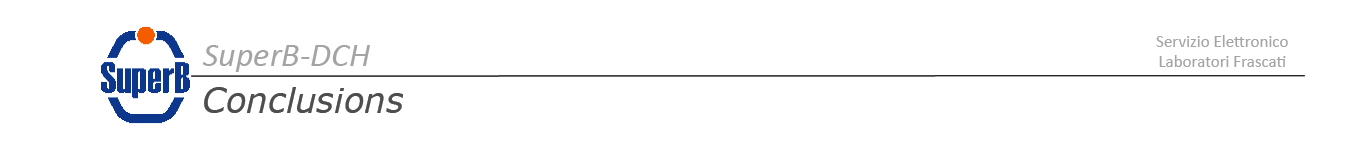 SuperB
SuperB-DCH
Conclusions
Servizio Elettronico
Laboratori Frascati